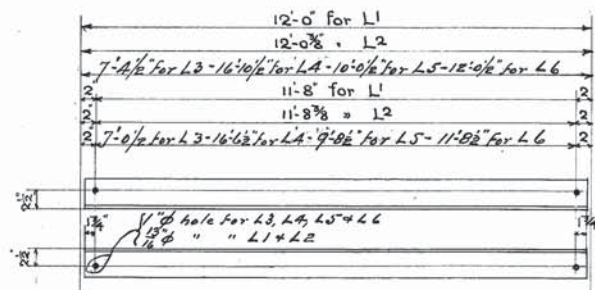 12'-0" for L1
12'-0⅜" " L2
7'-4½" for L3-16'-10½" for L4-10'-0½" for L5-12'-0½" for L6
2" 11'-8" for L1 2"
2" 11'-8⅜ » L2 2"
2" 7'-0½ for L3-16'-6½" for L4-9'-8½" for L5-11'-8½" for L6 2"
2½"
1¾" 1"φ hole for L3, L4, L5 & L6 1¾"
13/16"φ " " L1 & L2
2½"